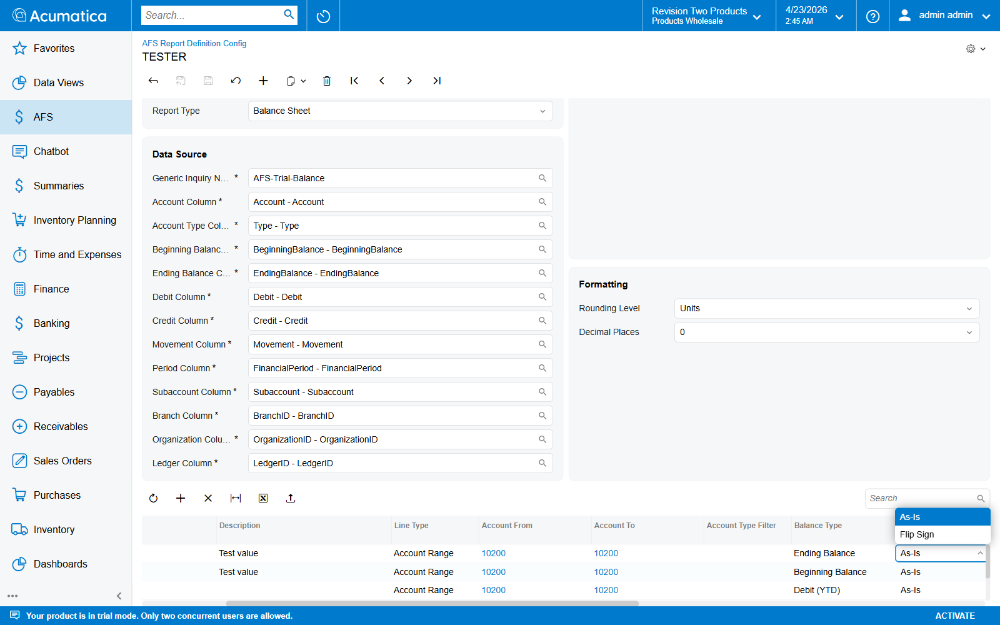 Acumatica
Search...
Revision Two Products
Products Wholesale
4/23/2026
2:45 AM
admin admin
Favorites
Data Views
AFS
Chatbot
Summaries
Inventory Planning
Time and Expenses
Finance
Banking
Projects
Payables
Receivables
Sales Orders
Purchases
Inventory
Dashboards
AFS Report Definition Config
TESTER
Report Type
Balance Sheet
Data Source
Generic Inquiry N... *
AFS-Trial-Balance
Account Column *
Account - Account
Account Type Col... *
Type - Type
Beginning Balanc... *
BeginningBalance - BeginningBalance
Ending Balance C... *
EndingBalance - EndingBalance
Debit Column *
Debit - Debit
Credit Column *
Credit - Credit
Movement Column *
Movement - Movement
Period Column *
FinancialPeriod - FinancialPeriod
Subaccount Column *
Subaccount - Subaccount
Branch Column *
BranchID - BranchID
Organization Colu... *
OrganizationID - OrganizationID
Ledger Column *
LedgerID - LedgerID
Formatting
Rounding Level
Units
Decimal Places
0
Search
As-Is
Flip Sign
Description Line Type Account From Account To Account Type Filter Balance Type
Test value Account Range 10200 10200 Ending Balance As-Is
Test value Account Range 10200 10200 Beginning Balance As-Is
Account Range 10200 10200 Debit (YTD) As-Is
Your product is in trial mode. Only two concurrent users are allowed.
ACTIVATE